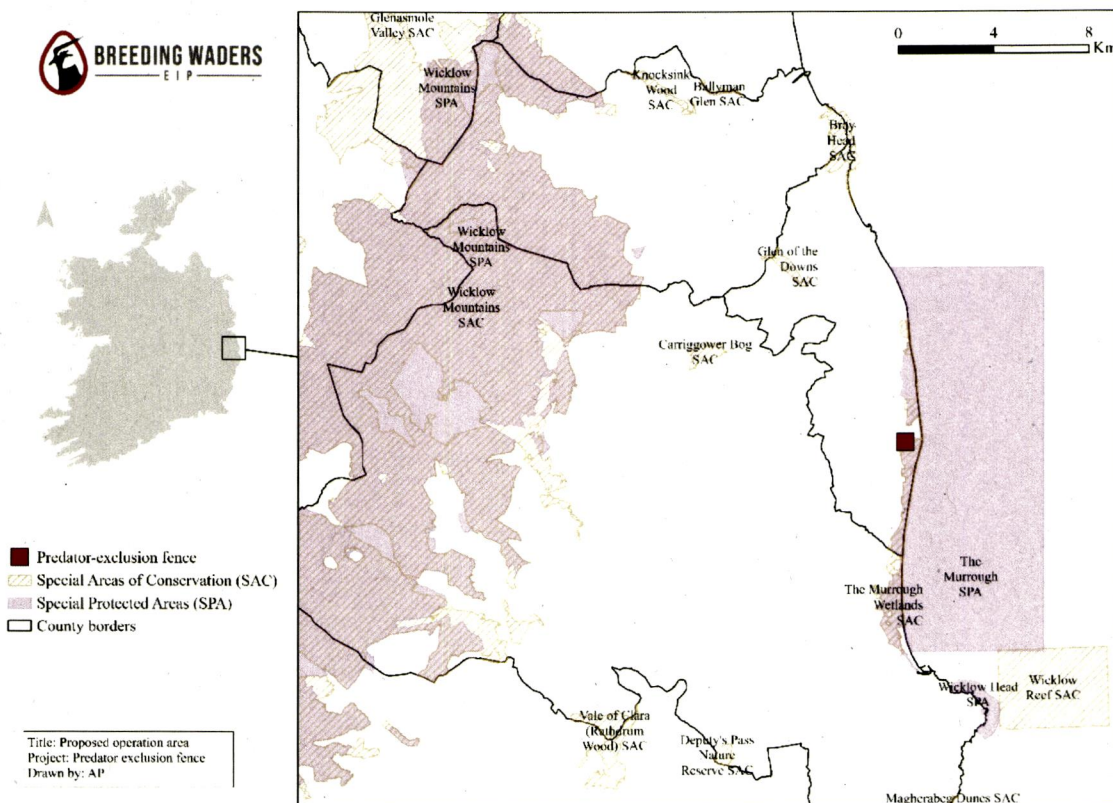 BREEDING WADERS
EIP
Predator-exclusion fence
Special Areas of Conservation (SAC)
Special Protected Areas (SPA)
County borders
Title: Proposed operation area
Project: Predator exclusion fence
Drawn by: AP
0 4 8
Km
Glenasmole
Valley SAC
Wicklow
Mountains
SPA
Knocksink
Wood
SAC
Ballyman
Glen SAC
Bray
Head
SAC
Wicklow
Mountains
SPA
Glen of the
Downs
SAC
Wicklow
Mountains
SAC
Carriggower Bog
SAC
The
Murrough
SPA
The Murrough
Wetlands
SAC
Wicklow Head
SPA
Wicklow
Reef SAC
Vale of Clara
(Rathdrum
Wood) SAC
Deputy's Pass
Nature
Reserve SAC
Magherabeg Dunes SAC